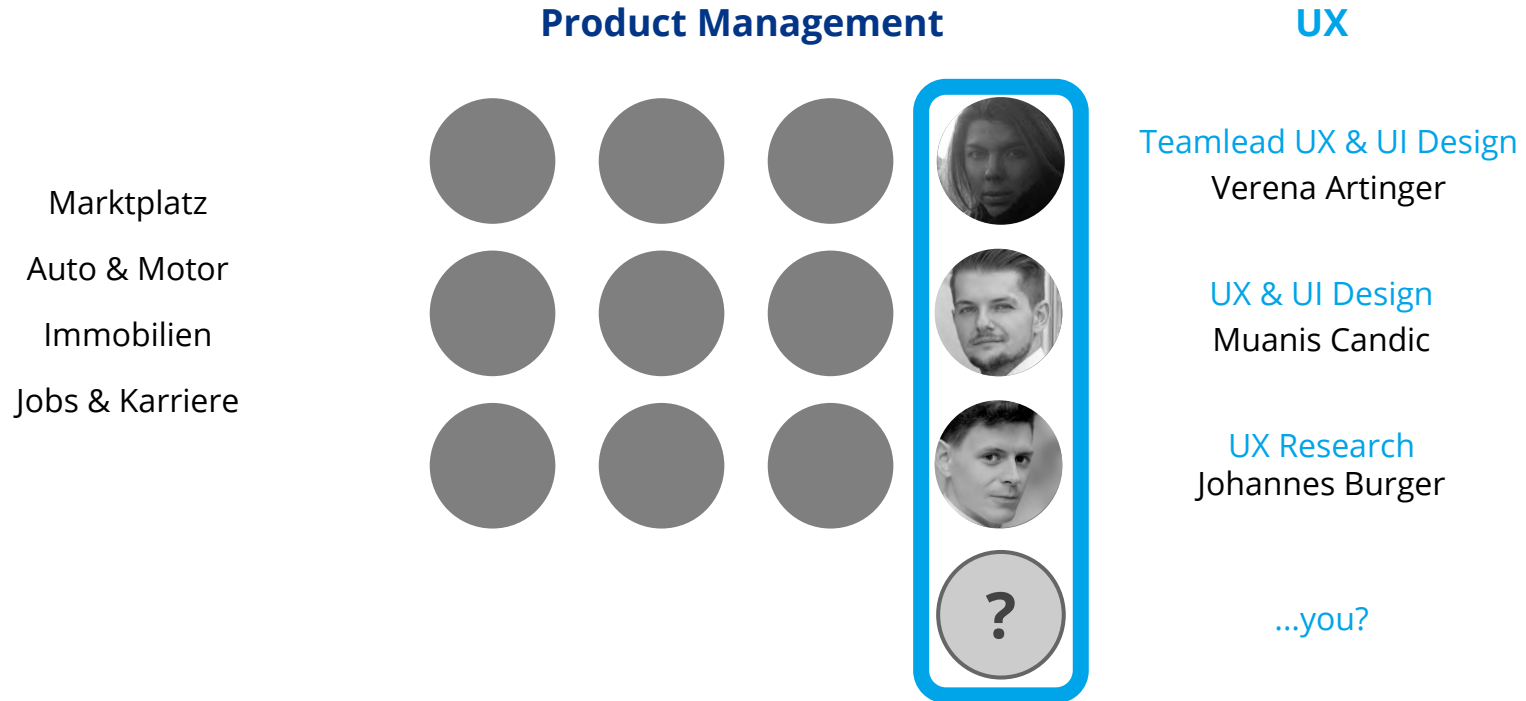 Product Management
UX
Marktplatz
Auto & Motor
Immobilien
Jobs & Karriere
Teamlead UX & UI Design
Verena Artinger
UX & UI Design
Muanis Candic
UX Research
Johannes Burger
?
...you?